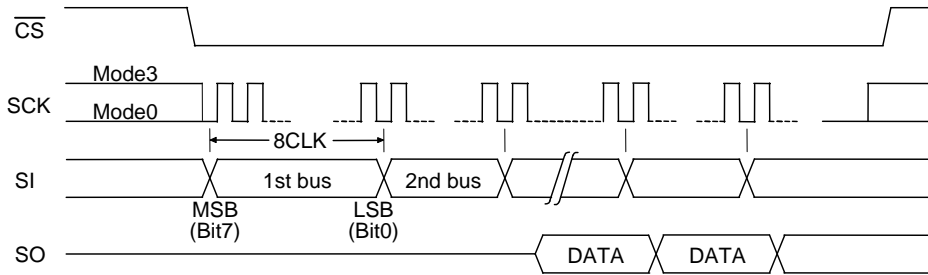 CS
Mode3
SCK
Mode0
8CLK
SI
1st bus
2nd bus
MSB
(Bit7)
LSB
(Bit0)
SO
DATA
DATA